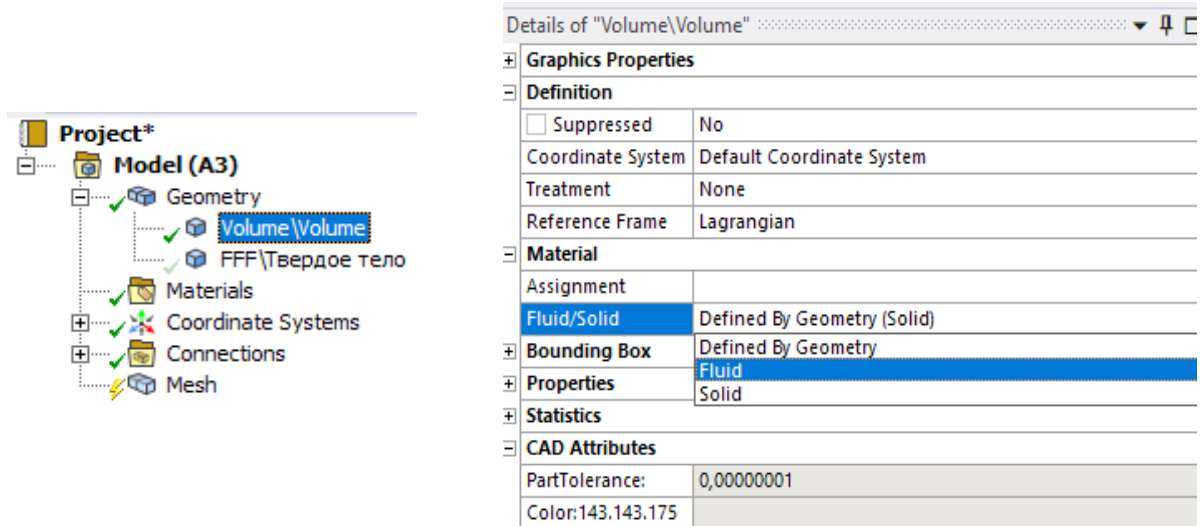 Project*
Model (A3)
Geometry
Volume\Volume
FFF\Твердое тело
Materials
Coordinate Systems
Connections
Mesh
Details of "Volume\Volume"
Graphics Properties
Definition
Suppressed No
Coordinate System Default Coordinate System
Treatment None
Reference Frame Lagrangian
Material
Assignment
Fluid/Solid Defined By Geometry (Solid)
Bounding Box Defined By Geometry
Fluid
Properties
Solid
Statistics
CAD Attributes
PartTolerance: 0,00000001
Color:143.143.175